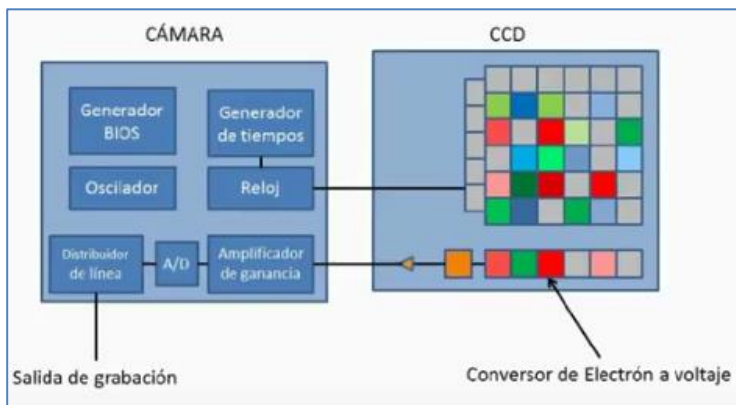 CÁMARA
CCD
Generador
BIOS
Generador
de tiempos
Oscilador
Reloj
Distribuidor
de línea
A/D
Amplificador
de ganancia
Salida de grabación
Conversor de Electrón a voltaje